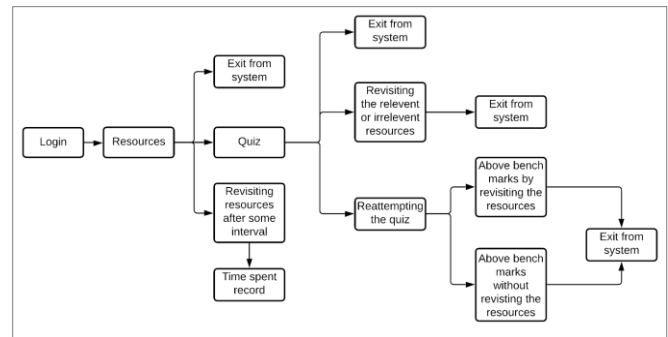 Login
Resources
Exit from
system
Quiz
Revisiting
resources
after some
interval
Time spent
record
Exit from
system
Revisiting
the relevent
or irrelevent
resources
Exit from
system
Reattempting
the quiz
Above bench
marks by
revisiting the
resources
Above bench
marks
without
revisting the
resources
Exit from
system